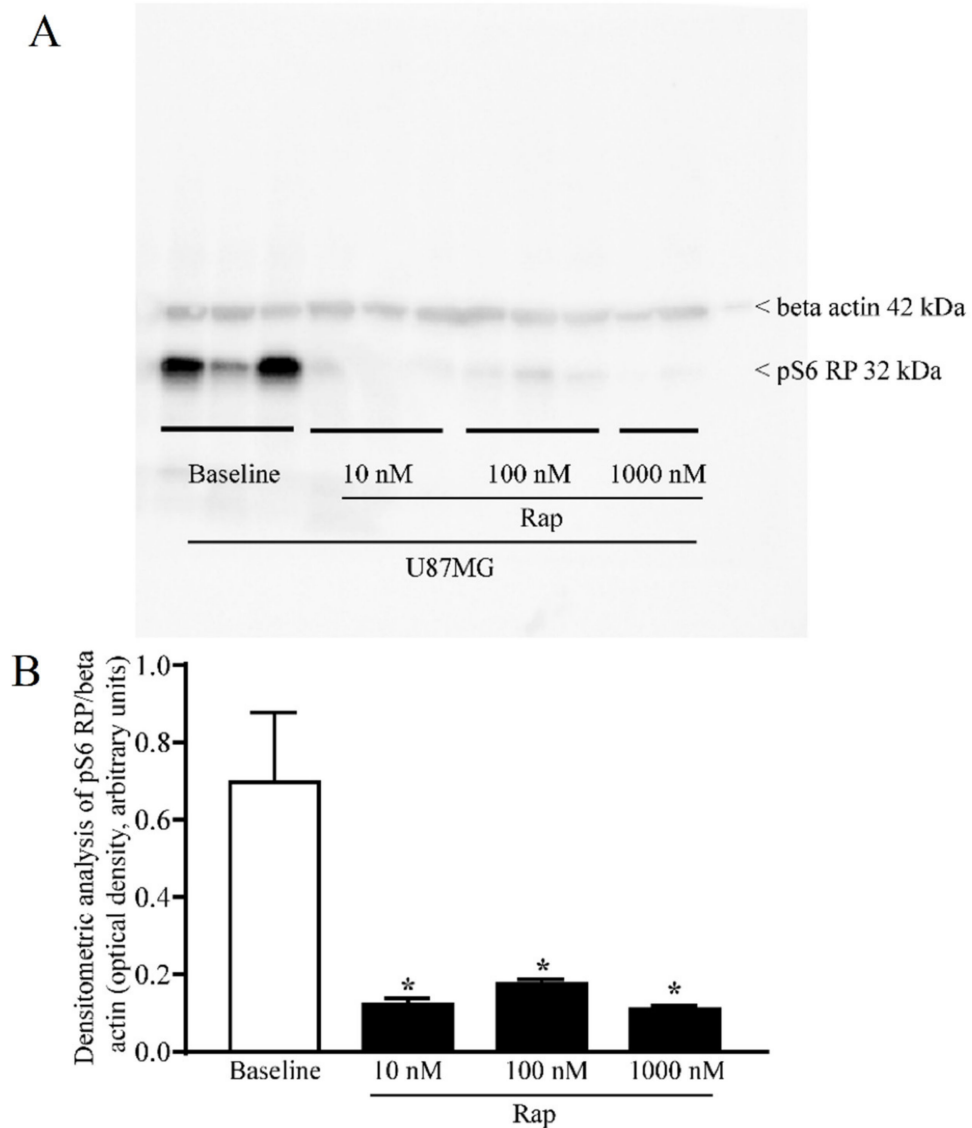 A
< beta actin 42 kDa
< pS6 RP 32 kDa
Baseline 10 nM 100 nM 1000 nM
Rap
U87MG
B
Densitometric analysis of pS6 RP/beta
actin (optical density, arbitrary units)
1.0
0.8
0.6
0.4
0.2
0.0
* * *
Baseline 10 nM 100 nM 1000 nM
Rap